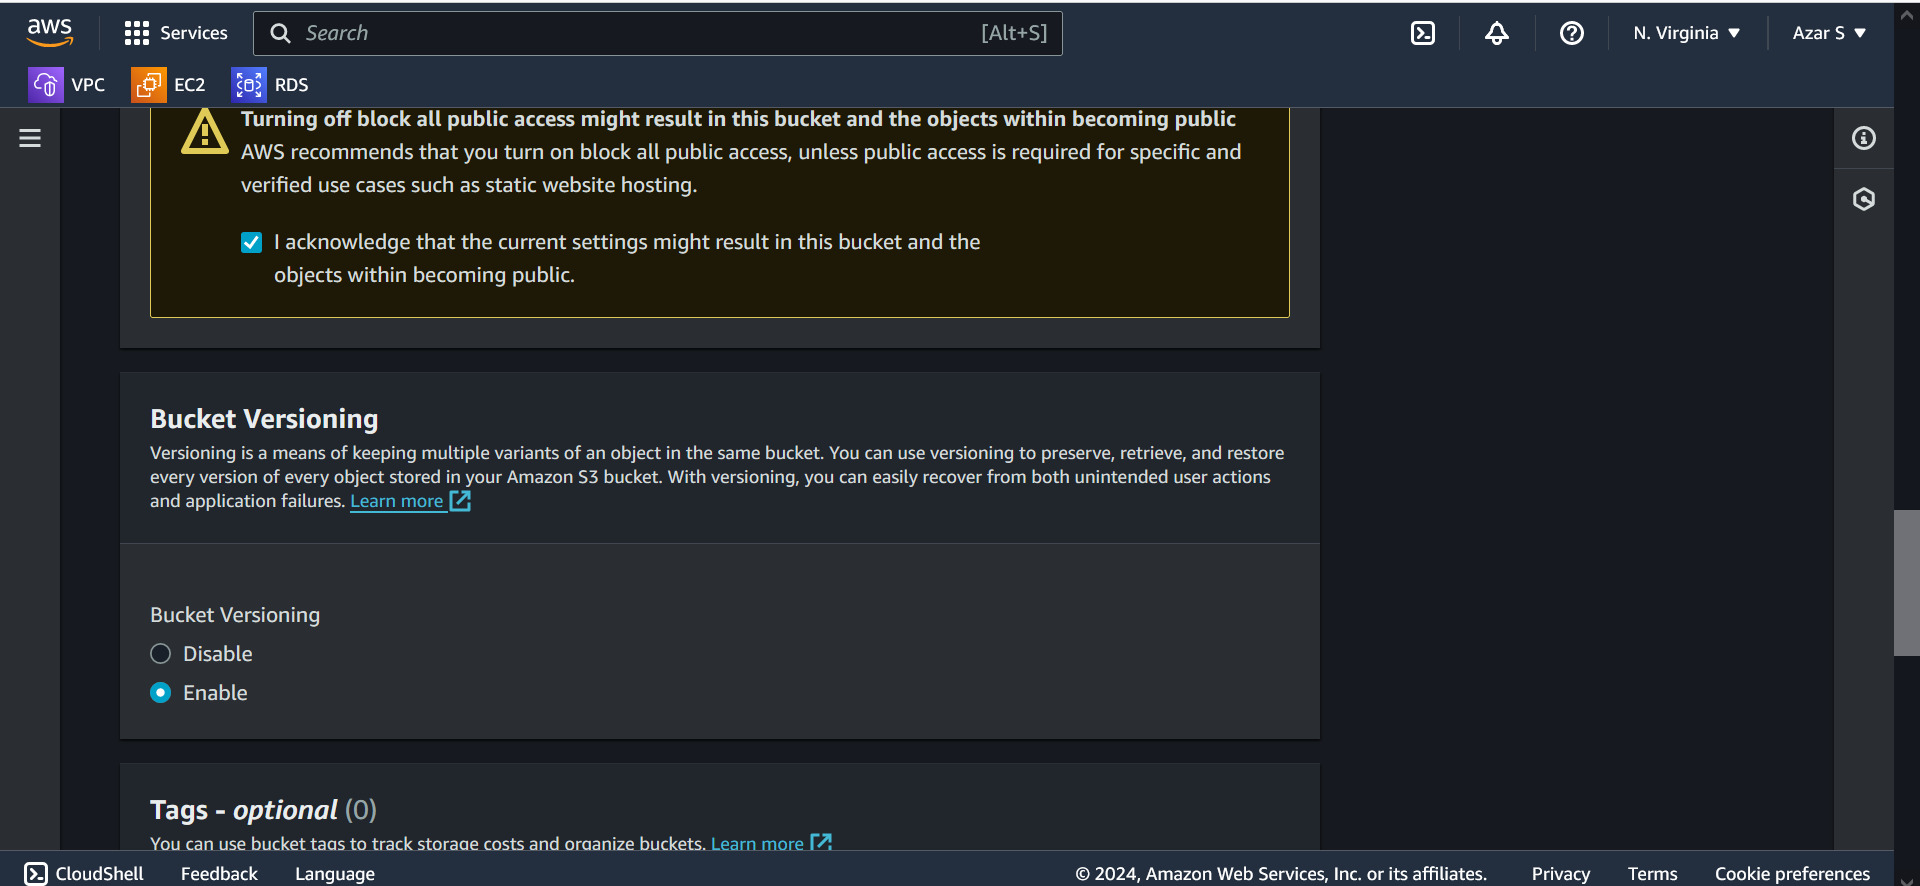 aws
Services
Search
[Alt+S]
N. Virginia
Azar S
VPC
EC2
RDS
Turning off block all public access might result in this bucket and the objects within becoming public
AWS recommends that you turn on block all public access, unless public access is required for specific and
verified use cases such as static website hosting.
I acknowledge that the current settings might result in this bucket and the
objects within becoming public.
Bucket Versioning
Versioning is a means of keeping multiple variants of an object in the same bucket. You can use versioning to preserve, retrieve, and restore
every version of every object stored in your Amazon S3 bucket. With versioning, you can easily recover from both unintended user actions
and application failures. Learn more
Bucket Versioning
Disable
Enable
Tags - optional (0)
You can use bucket tags to track storage costs and organize buckets. Learn more
CloudShell
Feedback
Language
© 2024, Amazon Web Services, Inc. or its affiliates.
Privacy
Terms
Cookie preferences